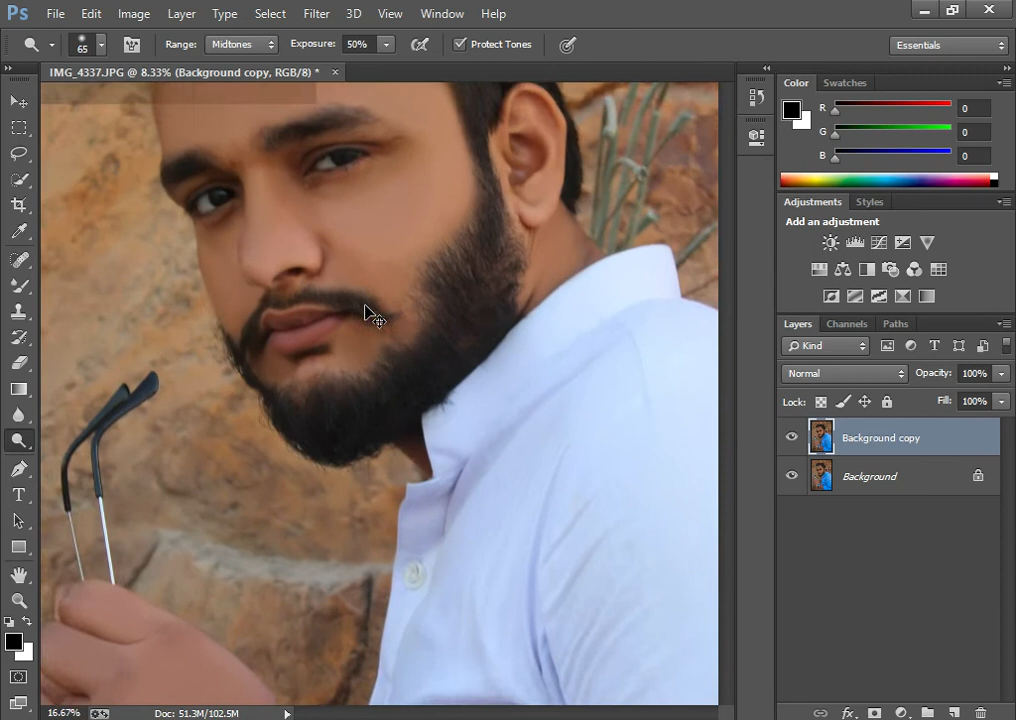 Ps File Edit Image Layer Type Select Filter 3D View Window Help
65 Range: Midtones Exposure: 50% Protect Tones Essentials
IMG_4337.JPG @ 8.33% (Background copy, RGB/8) * ×
Color Swatches
R 0
G 0
B 0
Adjustments Styles
Add an adjustment
Layers Channels Paths
Kind
Normal Opacity: 100%
Lock: Fill: 100%
Background copy
Background
16.67% Doc: 51.3M/102.5M